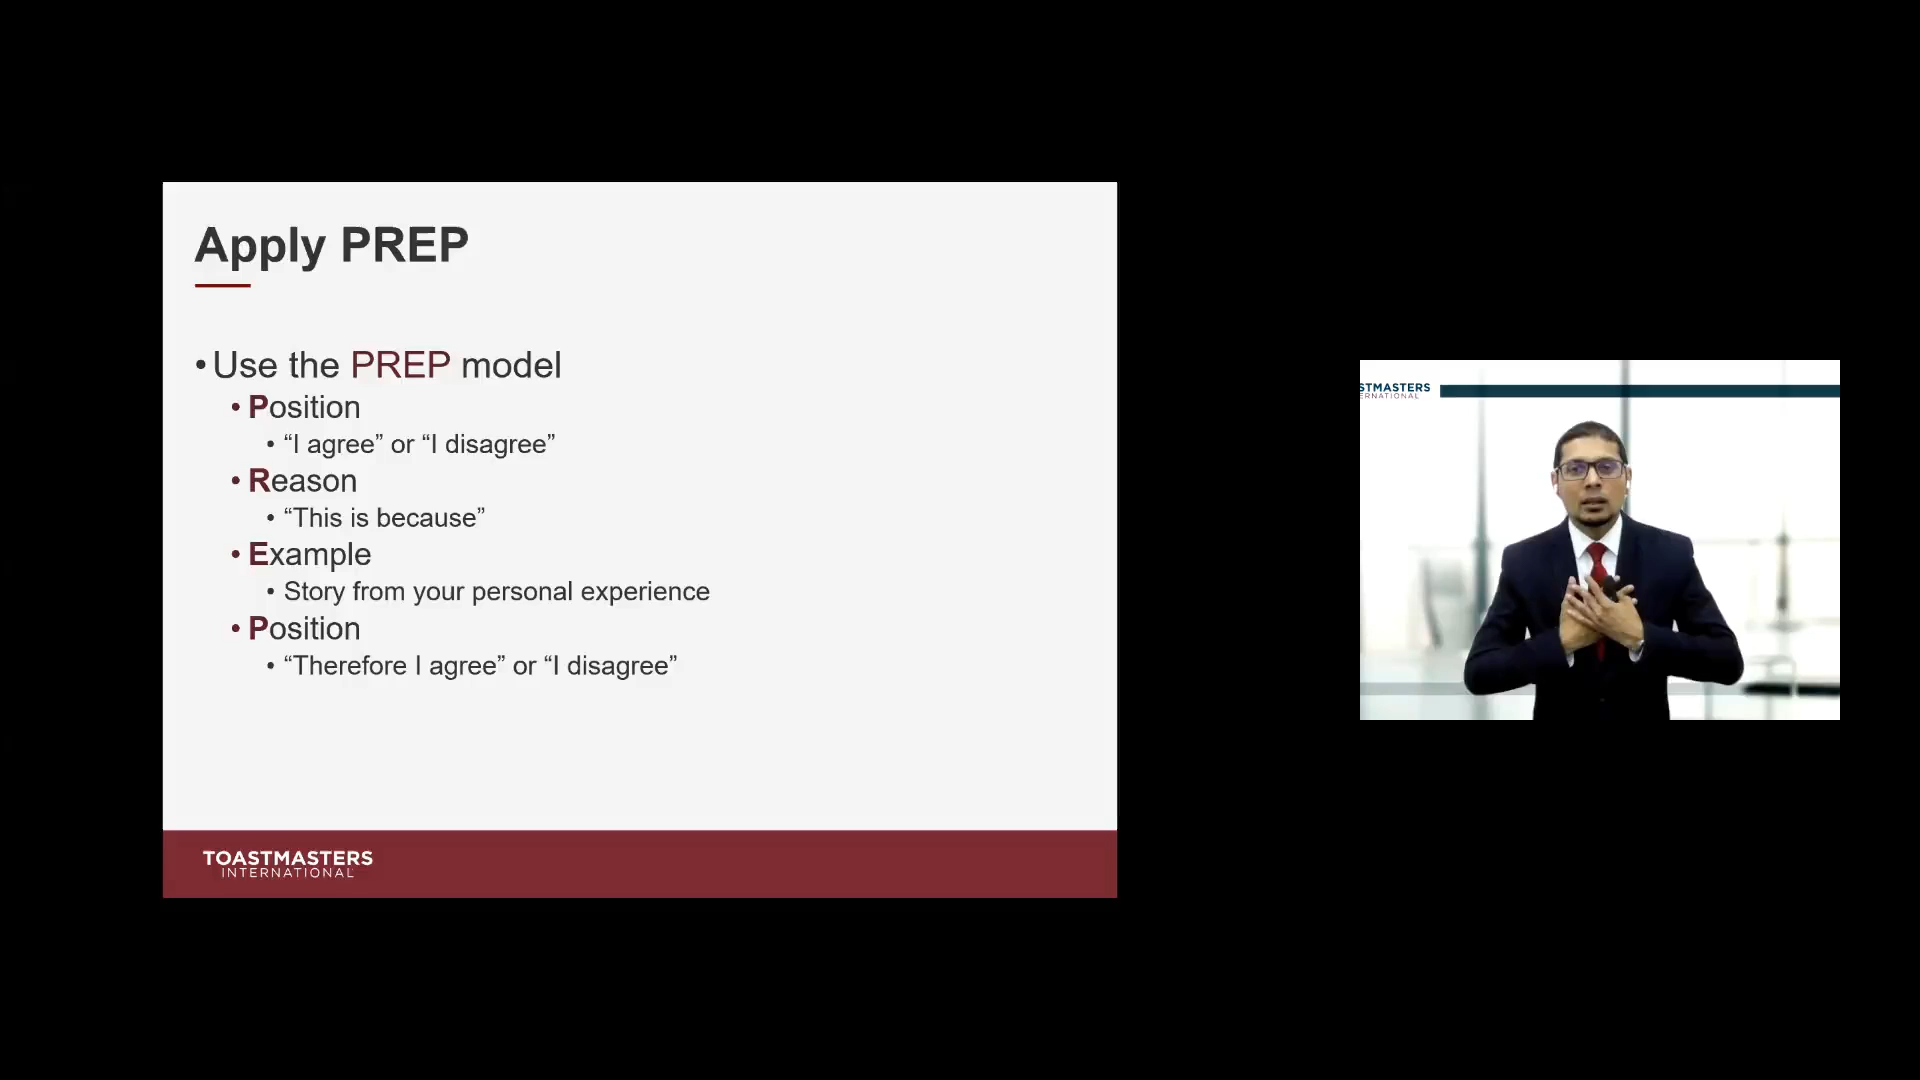 Apply PREP
• Use the PREP model
• Position
• “I agree” or “I disagree”
• Reason
• “This is because”
• Example
• Story from your personal experience
• Position
• “Therefore I agree” or “I disagree”
TOASTMASTERS
INTERNATIONAL
STMASTERS
ERNATIONAL